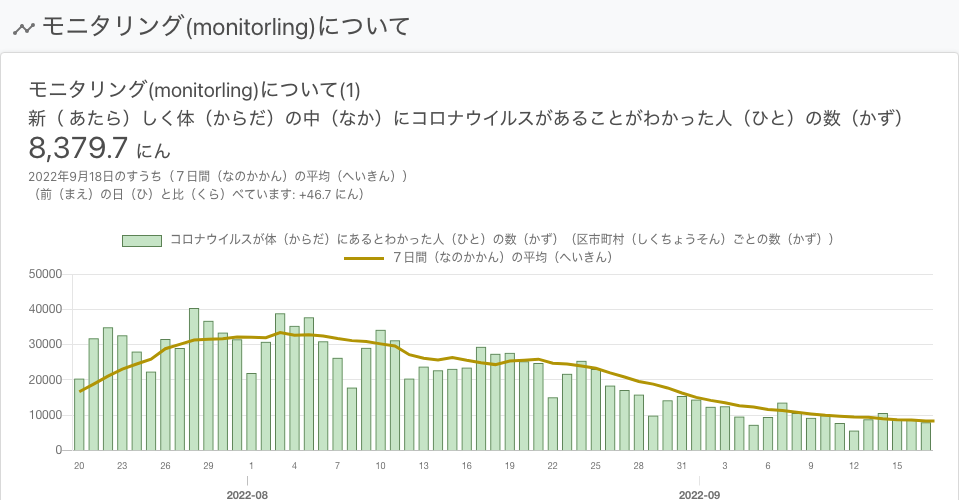 モニタリング(monitorling)について
モニタリング(monitorling)について(1)
新（ あたら）しく体（からだ）の中（なか）にコロナウイルスがあることがわかった人（ひと）の数（かず）
8,379.7 にん
2022年9月18日のすうち（７日間（なのかかん）の平均（へいきん））
（前（まえ）の日（ひ）と比（くら）べています: +46.7 にん）
コロナウイルスが体（からだ）にあるとわかった人（ひと）の数（かず）（区市町村（しくちょうそん）ごとの数（かず））
７日間（なのかかん）の平均（へいきん）
50000
40000
30000
20000
10000
0
20 23 26 29 1 4 7 10 13 16 19 22 25 28 31 3 6 9 12 15
2022-08 2022-09